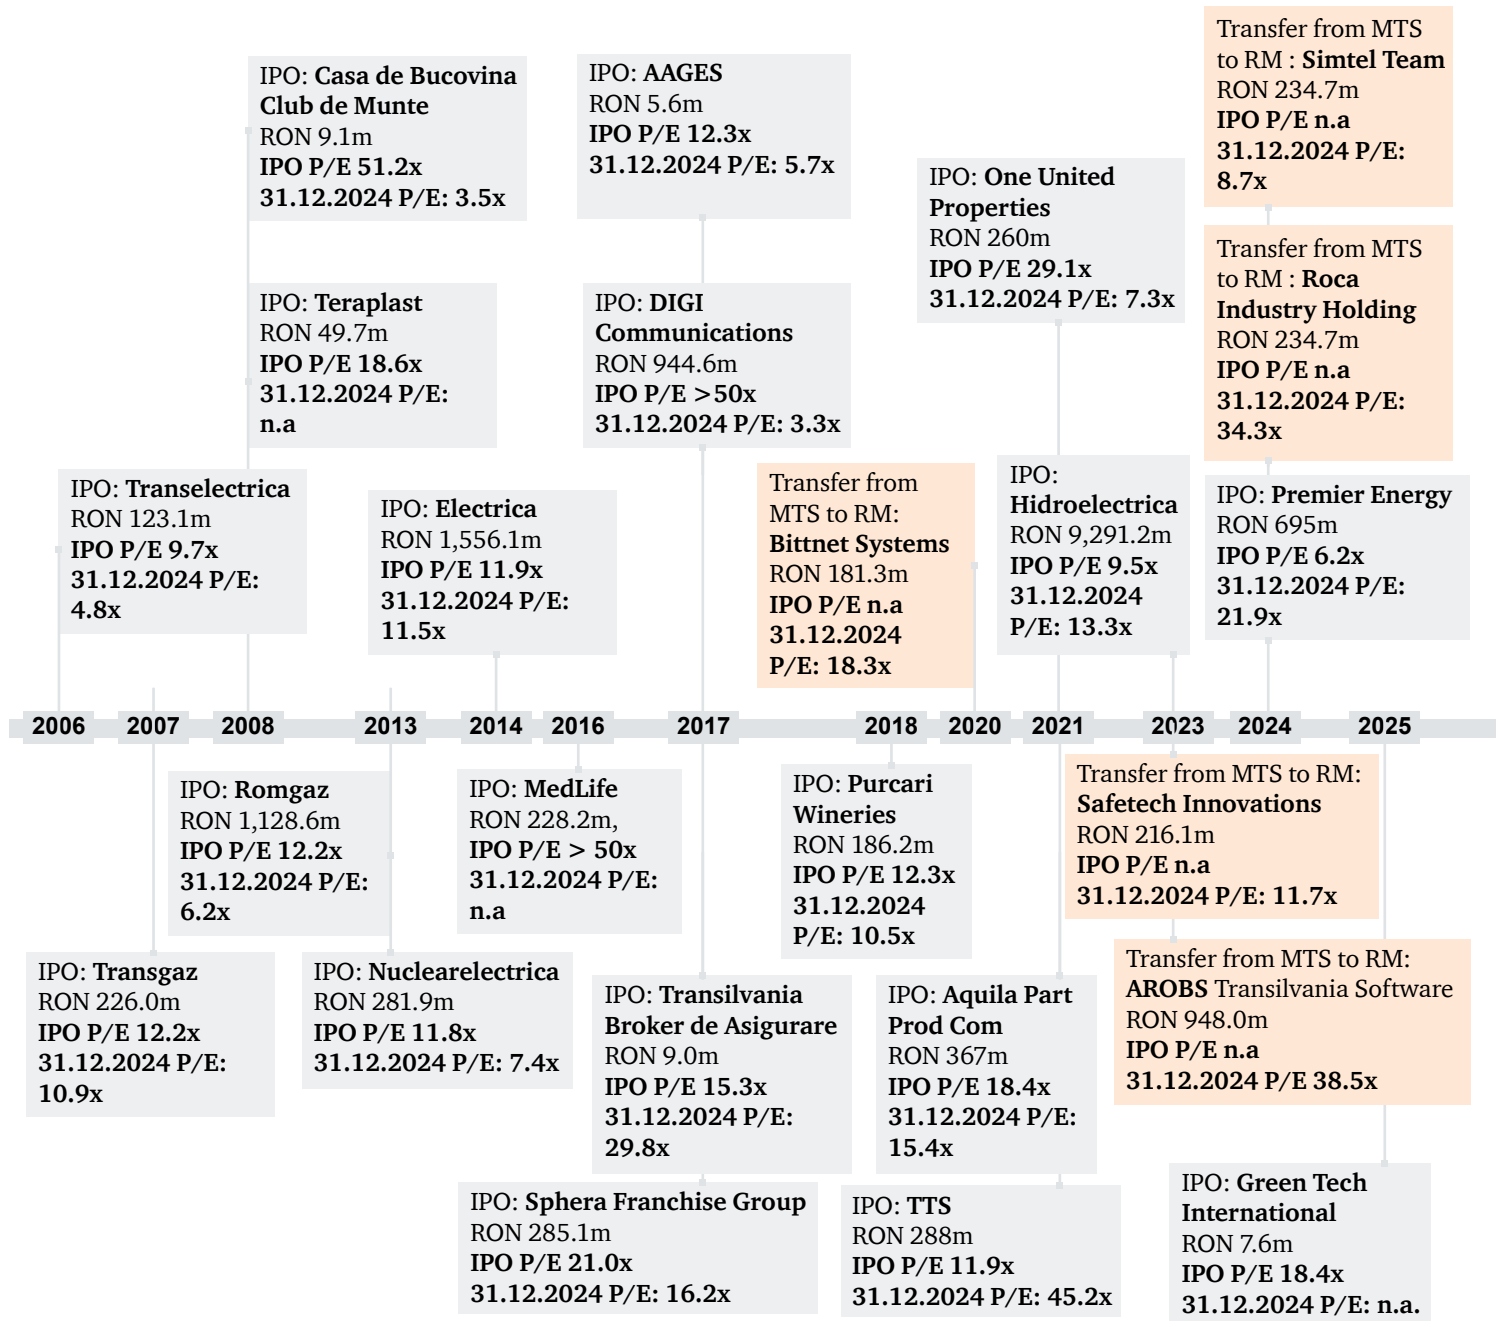 IPO: Casa de Bucovina
Club de Munte
RON 9.1m
IPO P/E 51.2x
31.12.2024 P/E: 3.5x
IPO: AAGES
RON 5.6m
IPO P/E 12.3x
31.12.2024 P/E: 5.7x
IPO: One United
Properties
RON 260m
IPO P/E 29.1x
31.12.2024 P/E: 7.3x
Transfer from MTS
to RM : Simtel Team
RON 234.7m
IPO P/E n.a
31.12.2024 P/E:
8.7x
IPO: Teraplast
RON 49.7m
IPO P/E 18.6x
31.12.2024 P/E:
n.a
IPO: DIGI
Communications
RON 944.6m
IPO P/E >50x
31.12.2024 P/E: 3.3x
Transfer from MTS
to RM : Roca
Industry Holding
RON 234.7m
IPO P/E n.a
31.12.2024 P/E:
34.3x
IPO: Transelectrica
RON 123.1m
IPO P/E 9.7x
31.12.2024 P/E:
4.8x
IPO: Electrica
RON 1,556.1m
IPO P/E 11.9x
31.12.2024 P/E:
11.5x
Transfer from
MTS to RM:
Bittnet Systems
RON 181.3m
IPO P/E n.a
31.12.2024
P/E: 18.3x
IPO:
Hidroelectrica
RON 9,291.2m
IPO P/E 9.5x
31.12.2024
P/E: 13.3x
IPO: Premier Energy
RON 695m
IPO P/E 6.2x
31.12.2024 P/E:
21.9x
2006 2007 2008 2013 2014 2016 2017 2018 2020 2021 2023 2024 2025
IPO: Romgaz
RON 1,128.6m
IPO P/E 12.2x
31.12.2024 P/E:
6.2x
IPO: MedLife
RON 228.2m,
IPO P/E > 50x
31.12.2024 P/E:
n.a
IPO: Purcari
Wineries
RON 186.2m
IPO P/E 12.3x
31.12.2024
P/E: 10.5x
Transfer from MTS to RM:
Safetech Innovations
RON 216.1m
IPO P/E n.a
31.12.2024 P/E: 11.7x
IPO: Transgaz
RON 226.0m
IPO P/E 12.2x
31.12.2024 P/E:
10.9x
IPO: Nuclearelectrica
RON 281.9m
IPO P/E 11.8x
31.12.2024 P/E: 7.4x
IPO: Transilvania
Broker de Asigurare
RON 9.0m
IPO P/E 15.3x
31.12.2024 P/E:
29.8x
IPO: Aquila Part
Prod Com
RON 367m
IPO P/E 18.4x
31.12.2024 P/E:
15.4x
Transfer from MTS to RM:
AROBS Transilvania Software
RON 948.0m
IPO P/E n.a
31.12.2024 P/E 38.5x
IPO: Sphera Franchise Group
RON 285.1m
IPO P/E 21.0x
31.12.2024 P/E: 16.2x
IPO: TTS
RON 288m
IPO P/E 11.9x
31.12.2024 P/E: 45.2x
IPO: Green Tech
International
RON 7.6m
IPO P/E 18.4x
31.12.2024 P/E: n.a.